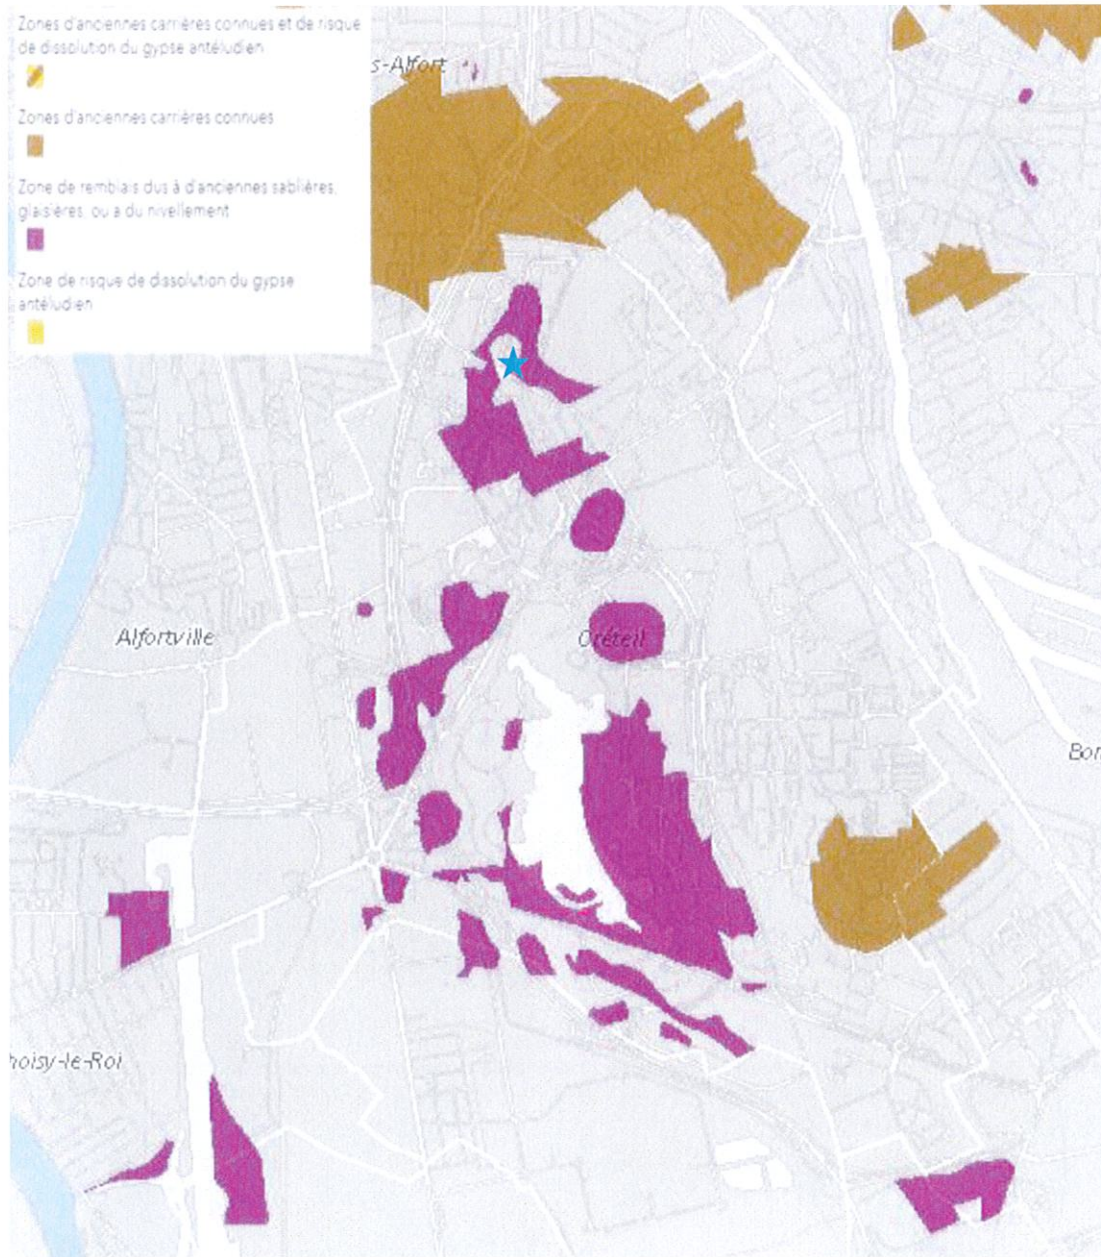 Zones d'anciennes carrières connues et de risque
de dissolution du gypse antéludien
Zones d'anciennes carrières connues
Zone de remblais dus à d'anciennes sablières,
glaisières, ou a du nivellement
Zone de risque de dissolution du gypse
antéludien
s-Alfort
Alfortville
Créteil
Bon
hoisy-le-Roi